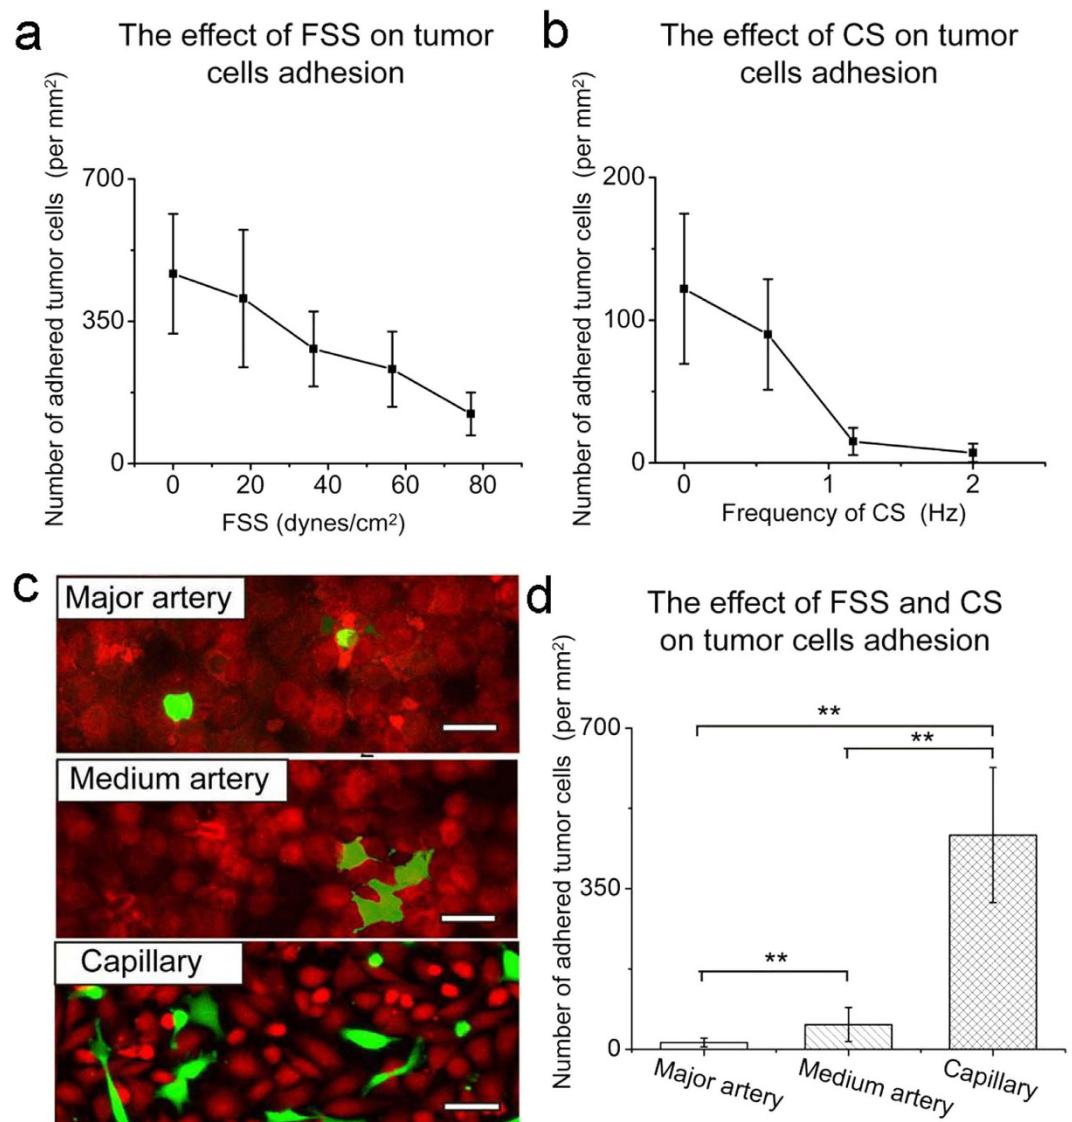 a
The effect of FSS on tumor
cells adhesion
Number of adhered tumor cells (per mm²)
700
350
0
0 20 40 60 80
FSS (dynes/cm²)
b
The effect of CS on tumor
cells adhesion
Number of adhered tumor cells (per mm²)
200
100
0
0 1 2
Frequency of CS (Hz)
c
Major artery
Medium artery
Capillary
d
The effect of FSS and CS
on tumor cells adhesion
Number of adhered tumor cells (per mm²)
**
**
700
350
**
0
Major artery Medium artery Capillary